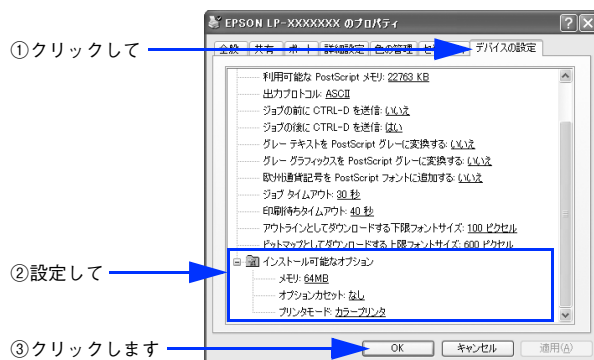 EPSON LP-XXXXXXX のプロパティ
①クリックして
全般 共有 ポート 詳細設定 色の管理 デバイスの設定
利用可能な PostScript メモリ: 22763 KB
出力プロトコル: ASCII
ジョブの前に CTRL-D を送信: いいえ
ジョブの後に CTRL-D を送信: はい
グレー テキストを PostScript グレーに変換する: いいえ
グレー グラフィックスを PostScript グレーに変換する: いいえ
欧州通貨記号を PostScript フォントに追加する: いいえ
ジョブ タイムアウト: 30 秒
印刷待ちタイムアウト: 40 秒
アウトラインとしてダウンロードする下限フォントサイズ: 100 ピクセル
ビットマップとしてダウンロードする上限フォントサイズ: 600 ピクセル
インストール可能なオプション
②設定して
メモリ: 64MB
オプションカセット: なし
プリンタモード: カラープリンタ
③クリックします
OK キャンセル 適用(A)